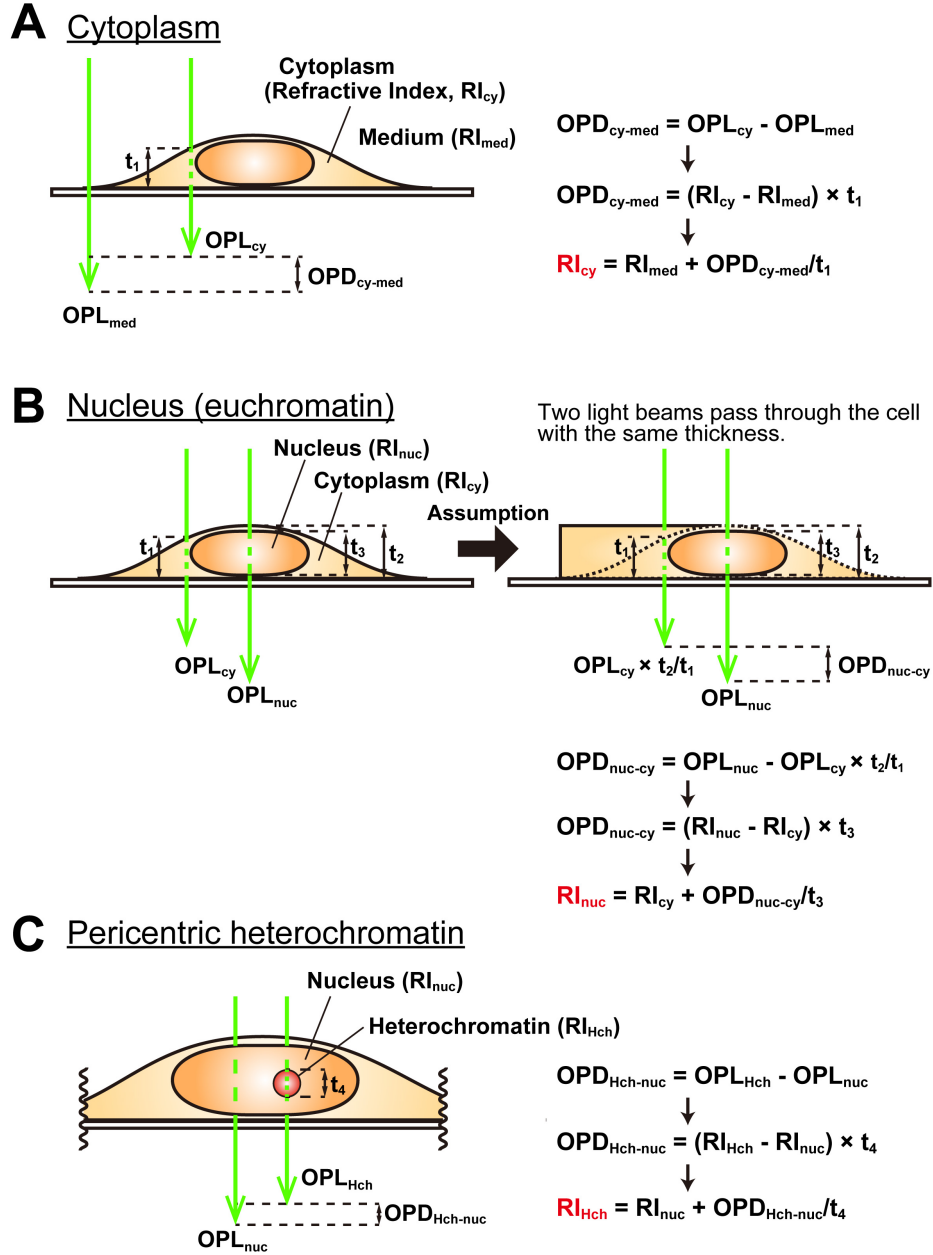 A Cytoplasm
Cytoplasm
(Refractive Index, RIcy)
Medium (RImed)
t1
OPLcy
OPDcy-med
OPLmed
OPDcy-med = OPLcy - OPLmed
OPDcy-med = (RIcy - RImed) × t1
RIcy = RImed + OPDcy-med/t1
B Nucleus (euchromatin)
Nucleus (RInuc)
Cytoplasm (RIcy)
t1
t3
t2
OPLcy
OPLnuc
Assumption
Two light beams pass through the cell
with the same thickness.
t1
t3
t2
OPLcy × t2/t1
OPDnuc-cy
OPLnuc
OPDnuc-cy = OPLnuc - OPLcy × t2/t1
OPDnuc-cy = (RInuc - RIcy) × t3
RInuc = RIcy + OPDnuc-cy/t3
C Pericentric heterochromatin
Nucleus (RInuc)
Heterochromatin (RIHch)
t4
OPLHch
OPDHch-nuc
OPLnuc
OPDHch-nuc = OPLHch - OPLnuc
OPDHch-nuc = (RIHch - RInuc) × t4
RIHch = RInuc + OPDHch-nuc/t4